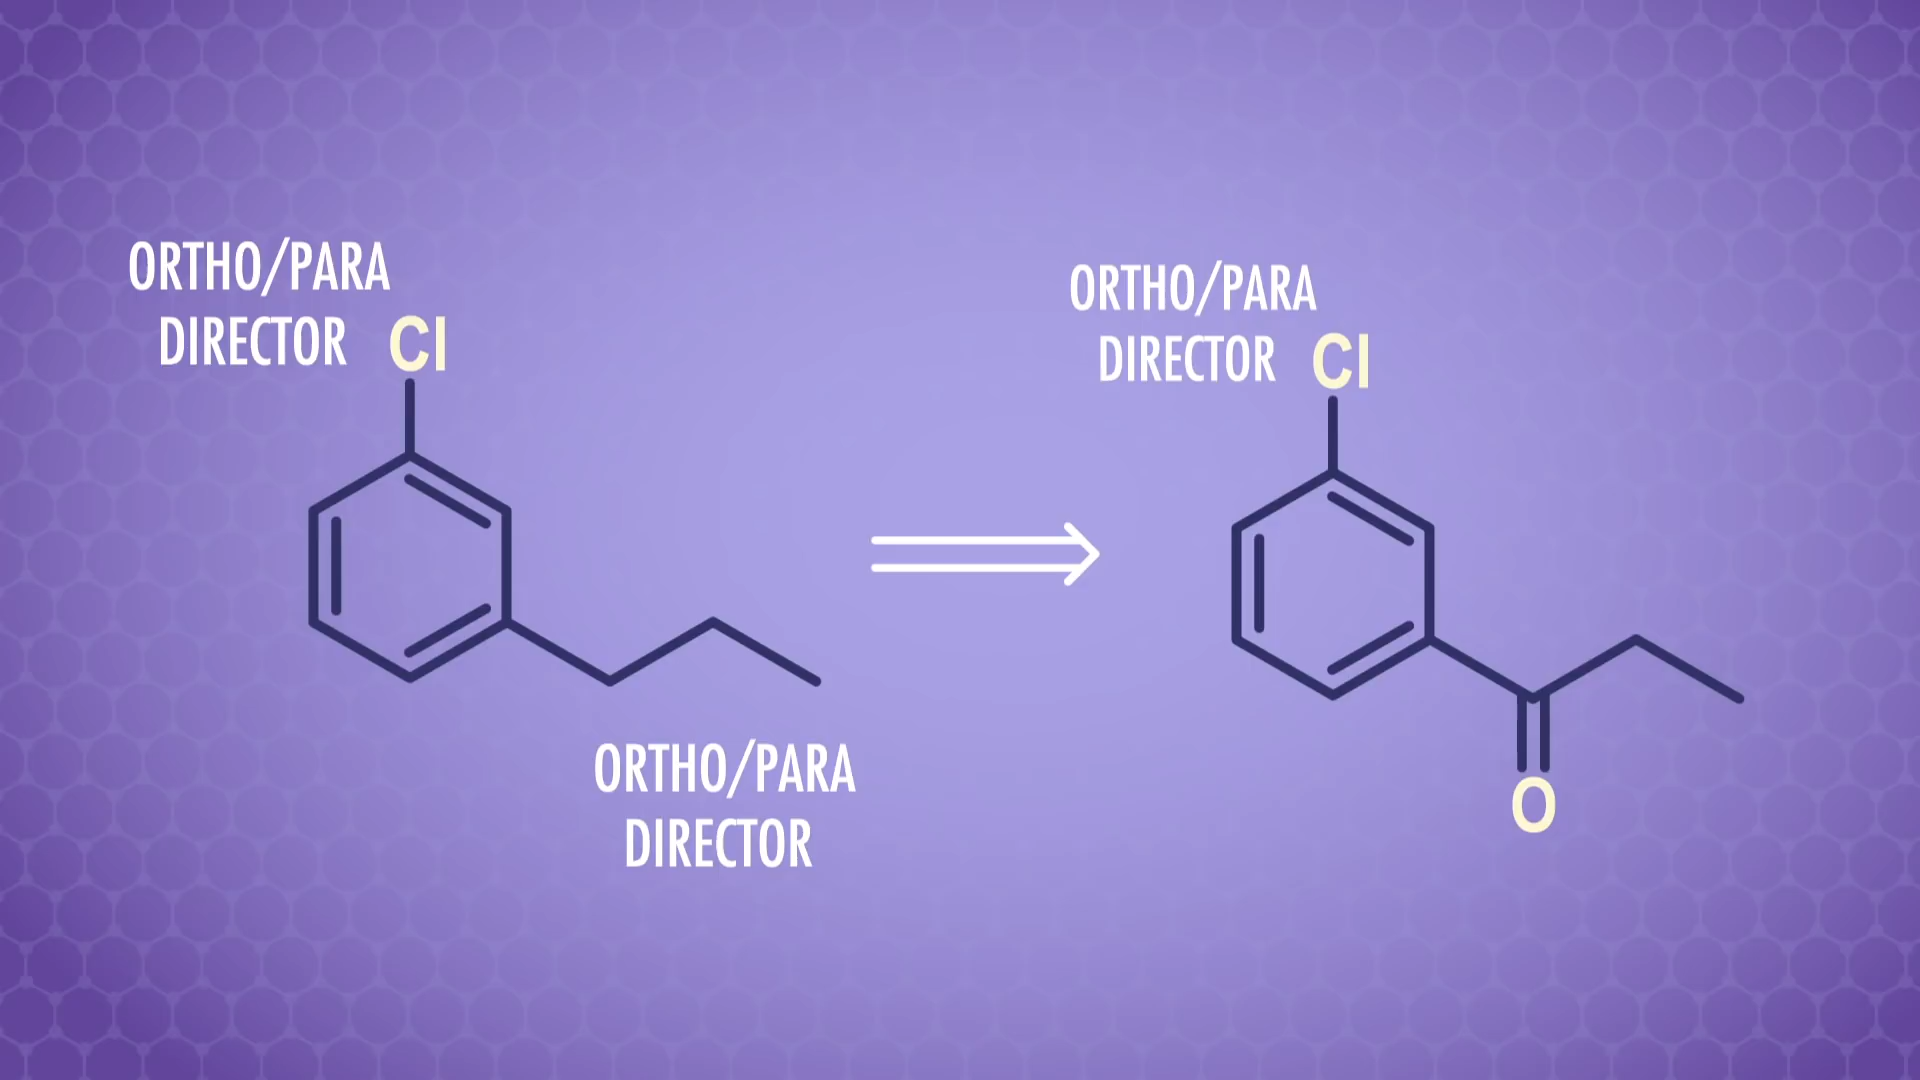 ORTHO/PARA
DIRECTOR
Cl
ORTHO/PARA
DIRECTOR
ORTHO/PARA
DIRECTOR
Cl
O